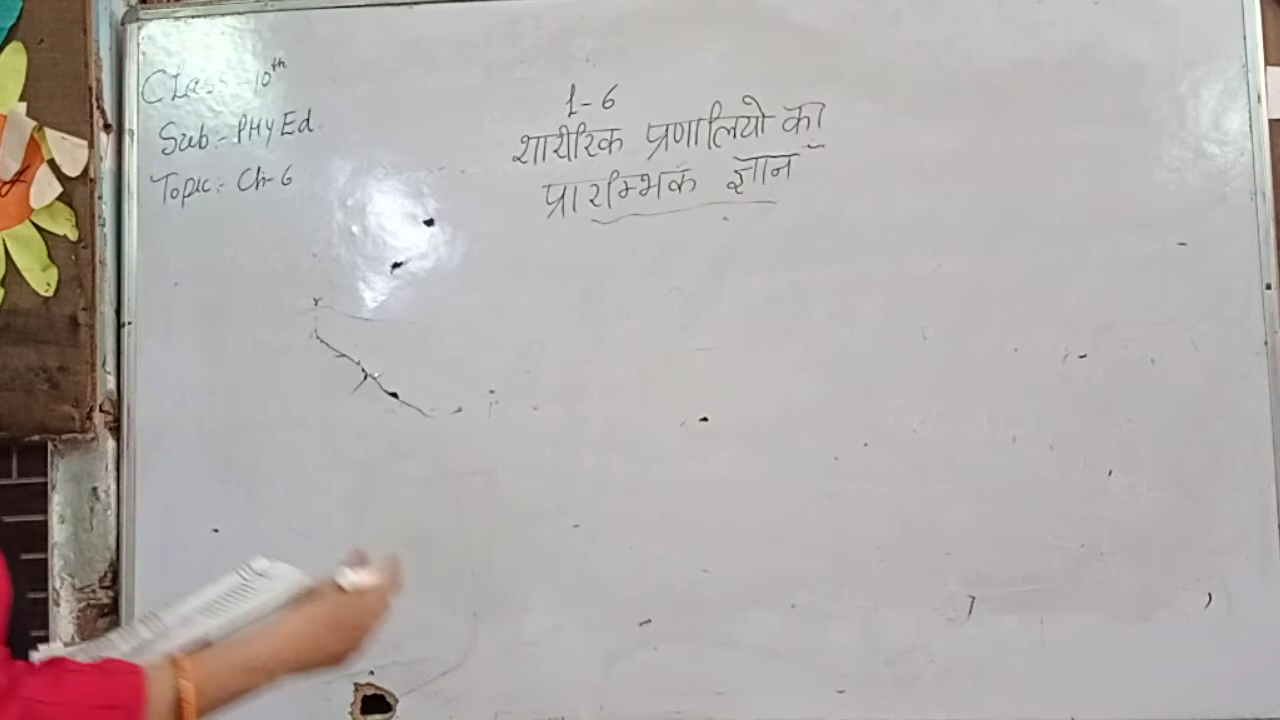 Class - 10th
Sub - PHy.Ed.
Topic:- Ch-6
1-6
शारीरिक प्रणालियो का
प्रारम्भिक ज्ञान